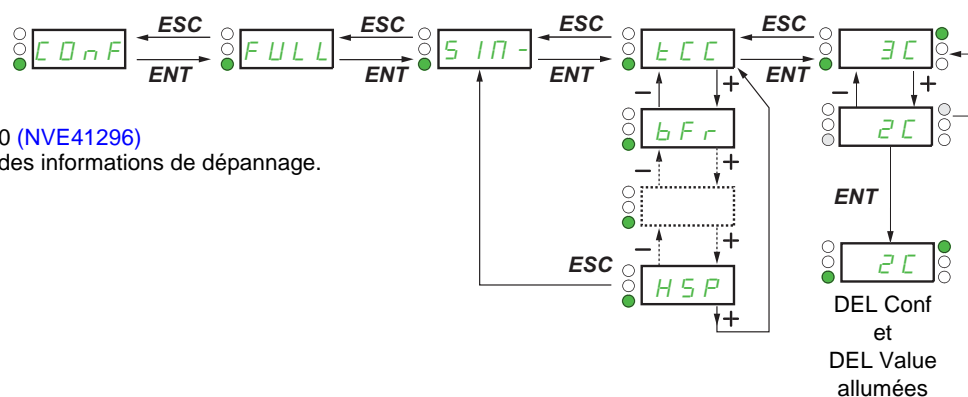 ESC ESC ESC ESC
COnF FULL SIM- tCC 3C
ENT ENT ENT ENT
− + − +
0 (NVE41296) bFr 2C
des informations de dépannage.
− +
ENT
− +
ESC
HSP 2C
+
DEL Conf
et
DEL Value
allumées